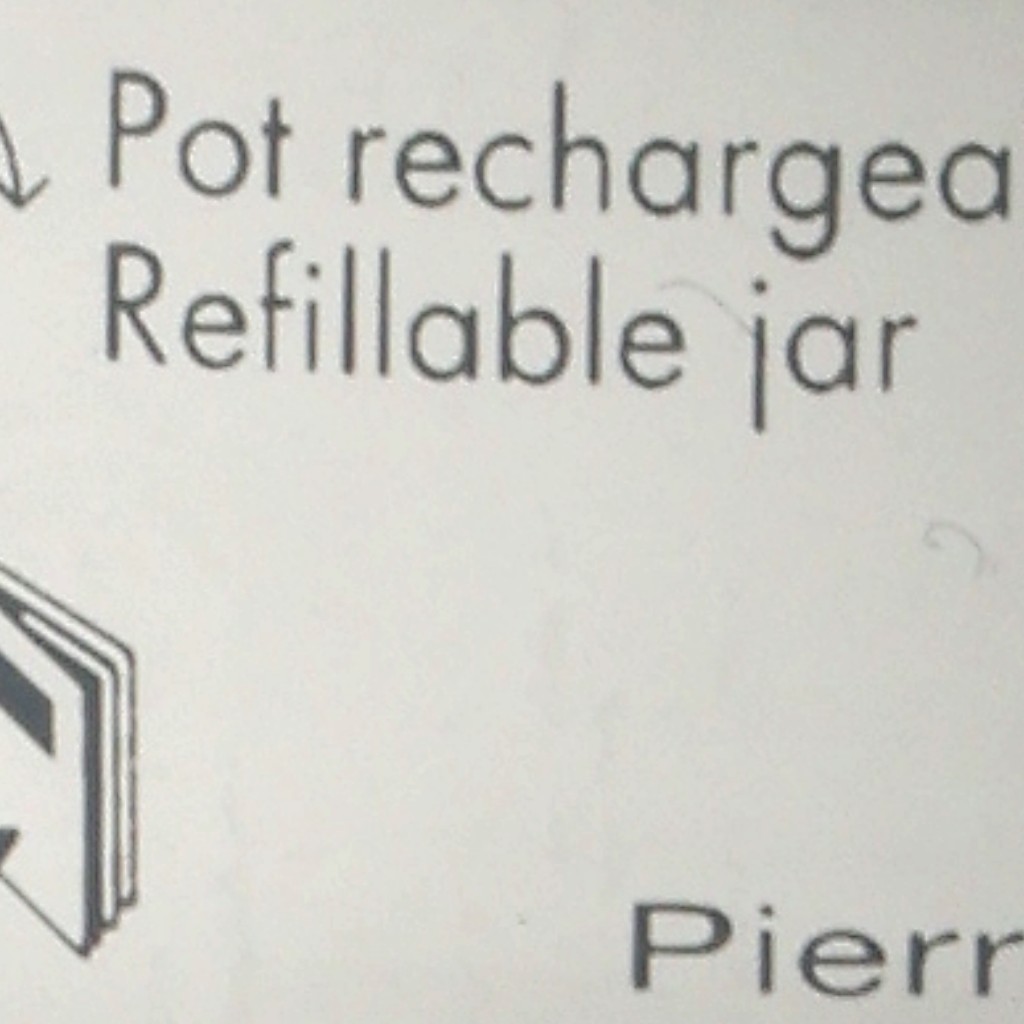 Pot rechargea
Refillable jar
Pierr